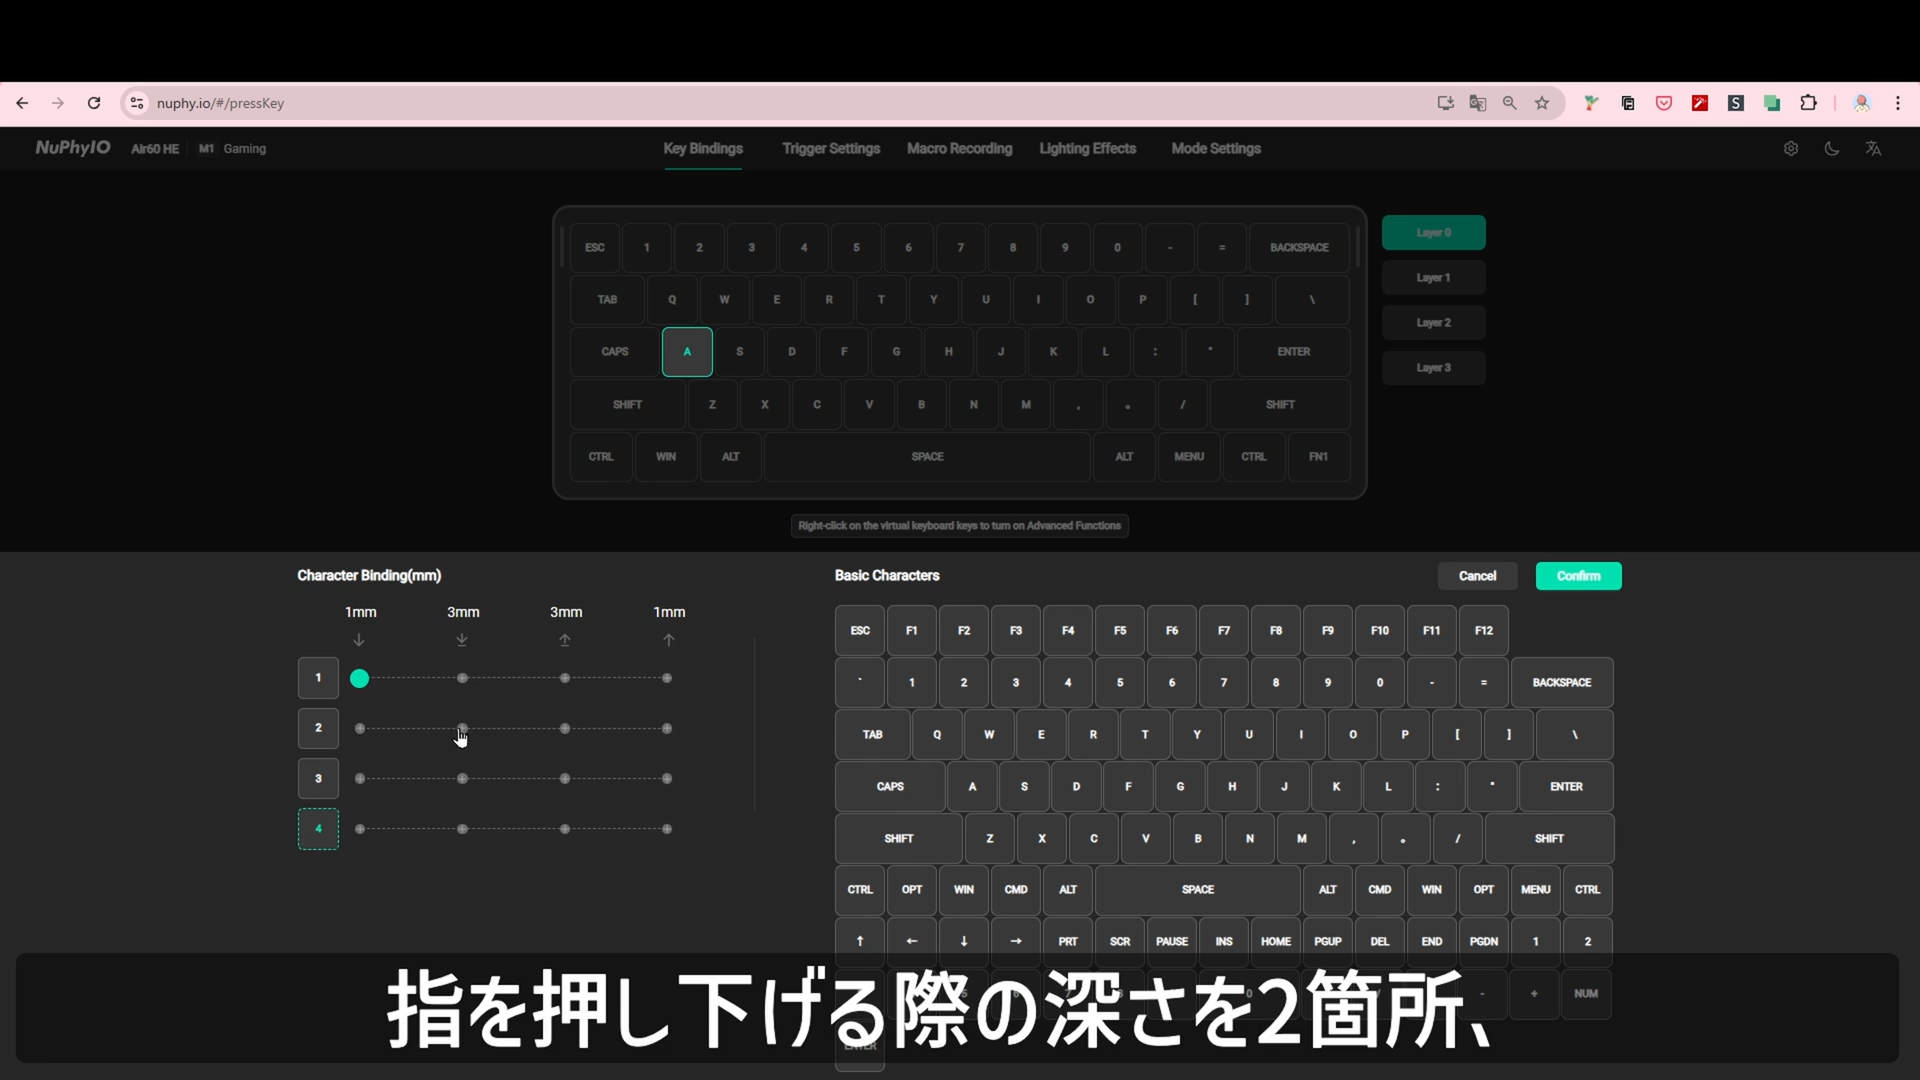 nuphy.io/#/pressKey
NuPhyIO Air60 HE M1 Gaming Key Bindings Trigger Settings Macro Recording Lighting Effects Mode Settings
ESC 1 2 3 4 5 6 7 8 9 0 - = BACKSPACE
TAB Q W E R T Y U I O P [ ] \
CAPS A S D F G H J K L : " ENTER
SHIFT Z X C V B N M , 。 / SHIFT
CTRL WIN ALT SPACE ALT MENU CTRL FN1
Layer 0
Layer 1
Layer 2
Layer 3
Right-click on the virtual keyboard keys to turn on Advanced Functions
Character Binding(mm)
1mm 3mm 3mm 1mm
↓ ↓ ↑ ↑
1
2
3
4
Basic Characters Cancel Confirm
ESC F1 F2 F3 F4 F5 F6 F7 F8 F9 F10 F11 F12
` 1 2 3 4 5 6 7 8 9 0 - = BACKSPACE
TAB Q W E R T Y U I O P [ ] \
CAPS A S D F G H J K L : " ENTER
SHIFT Z X C V B N M , 。 / SHIFT
CTRL OPT WIN CMD ALT SPACE ALT CMD WIN OPT MENU CTRL
↑ ← ↓ → PRT SCR PAUSE INS HOME PGUP DEL END PGDN 1 2
- + NUM
ENTER
指を押し下げる際の深さを2箇所、